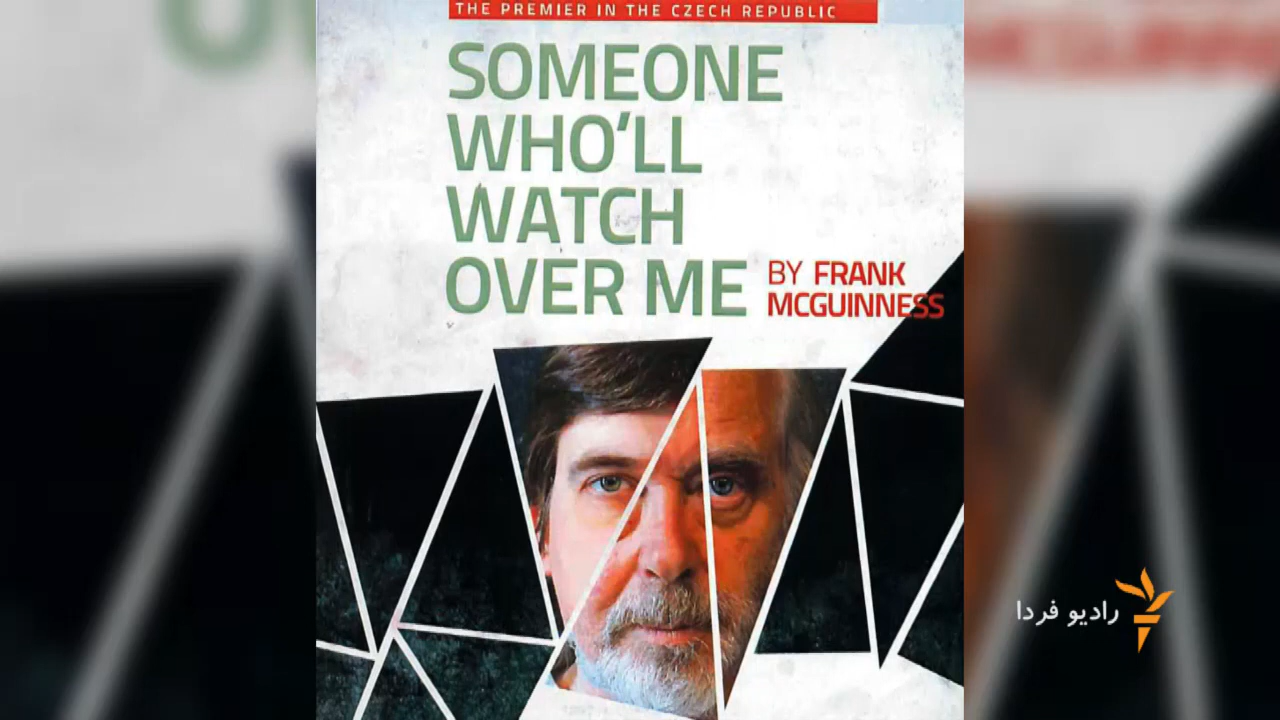 THE PREMIER IN THE CZECH REPUBLIC
SOMEONE
WHO'LL
WATCH
OVER ME
BY FRANK
MCGUINNESS
رادیو فردا